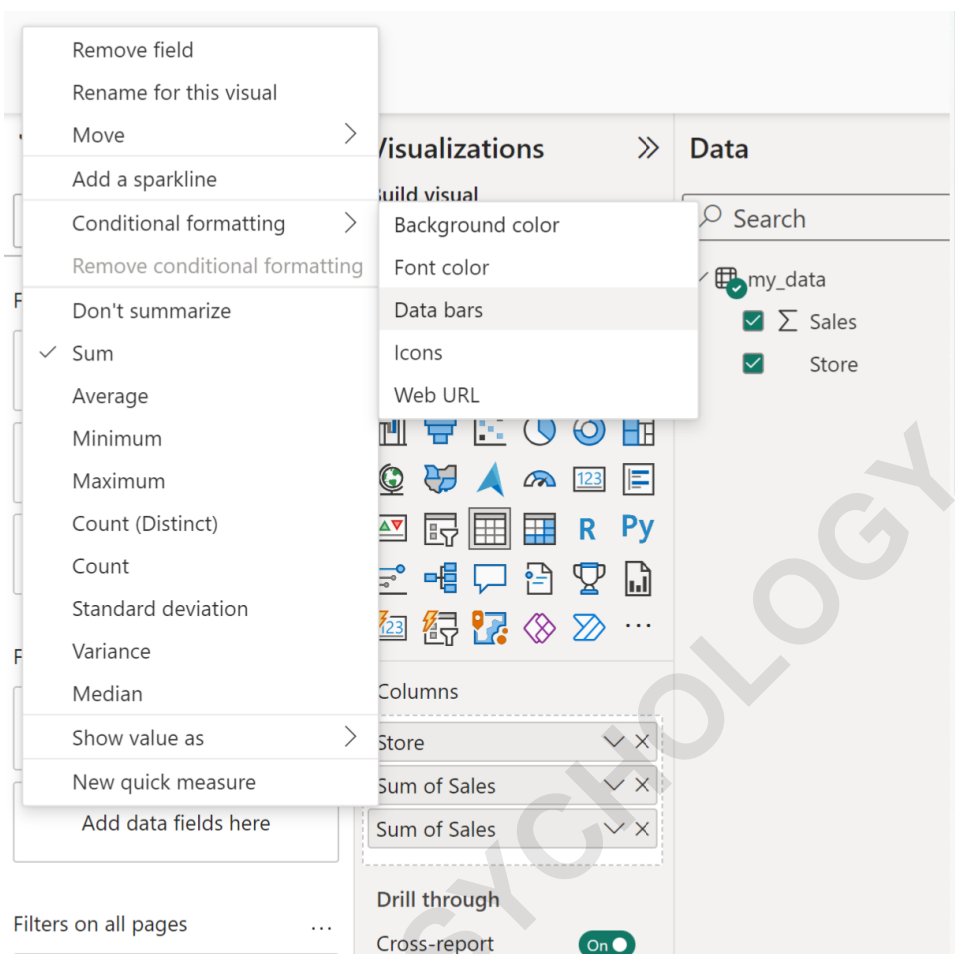 Remove field
Rename for this visual
Move
Add a sparkline
Conditional formatting
Remove conditional formatting
Don't summarize
Sum
Average
Minimum
Maximum
Count (Distinct)
Count
Standard deviation
Variance
Median
Show value as
New quick measure
Add data fields here
Filters on all pages
...
Visualizations
Build visual
Background color
Font color
Data bars
Icons
Web URL
123
R Py
123
...
Columns
Store
Sum of Sales
Sum of Sales
Drill through
Cross-report
On
Data
Search
my_data
Σ Sales
Store
SYCHOLOGY